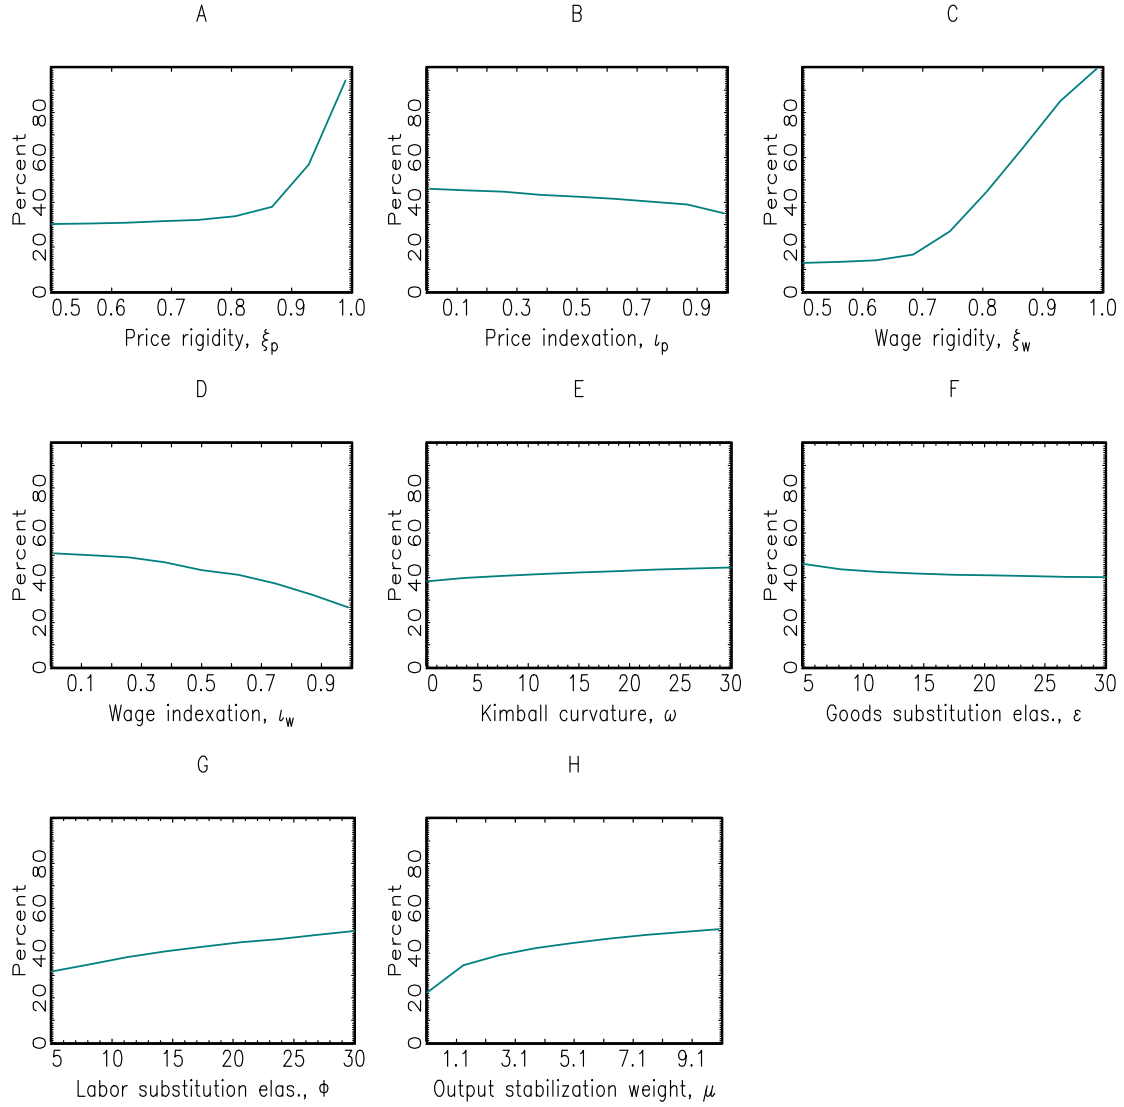 A
B
C
Percent
0 20 40 60 80
0.5 0.6 0.7 0.8 0.9 1.0
Price rigidity, ξp
Percent
0 20 40 60 80
0.1 0.3 0.5 0.7 0.9
Price indexation, ιp
Percent
0 20 40 60 80
0.5 0.6 0.7 0.8 0.9 1.0
Wage rigidity, ξw
D
E
F
Percent
0 20 40 60 80
0.1 0.3 0.5 0.7 0.9
Wage indexation, ιw
Percent
0 20 40 60 80
0 5 10 15 20 25 30
Kimball curvature, ω
Percent
0 20 40 60 80
5 10 15 20 25 30
Goods substitution elas., ε
G
H
Percent
0 20 40 60 80
5 10 15 20 25 30
Labor substitution elas., Φ
Percent
0 20 40 60 80
1.1 3.1 5.1 7.1 9.1
Output stabilization weight, μ